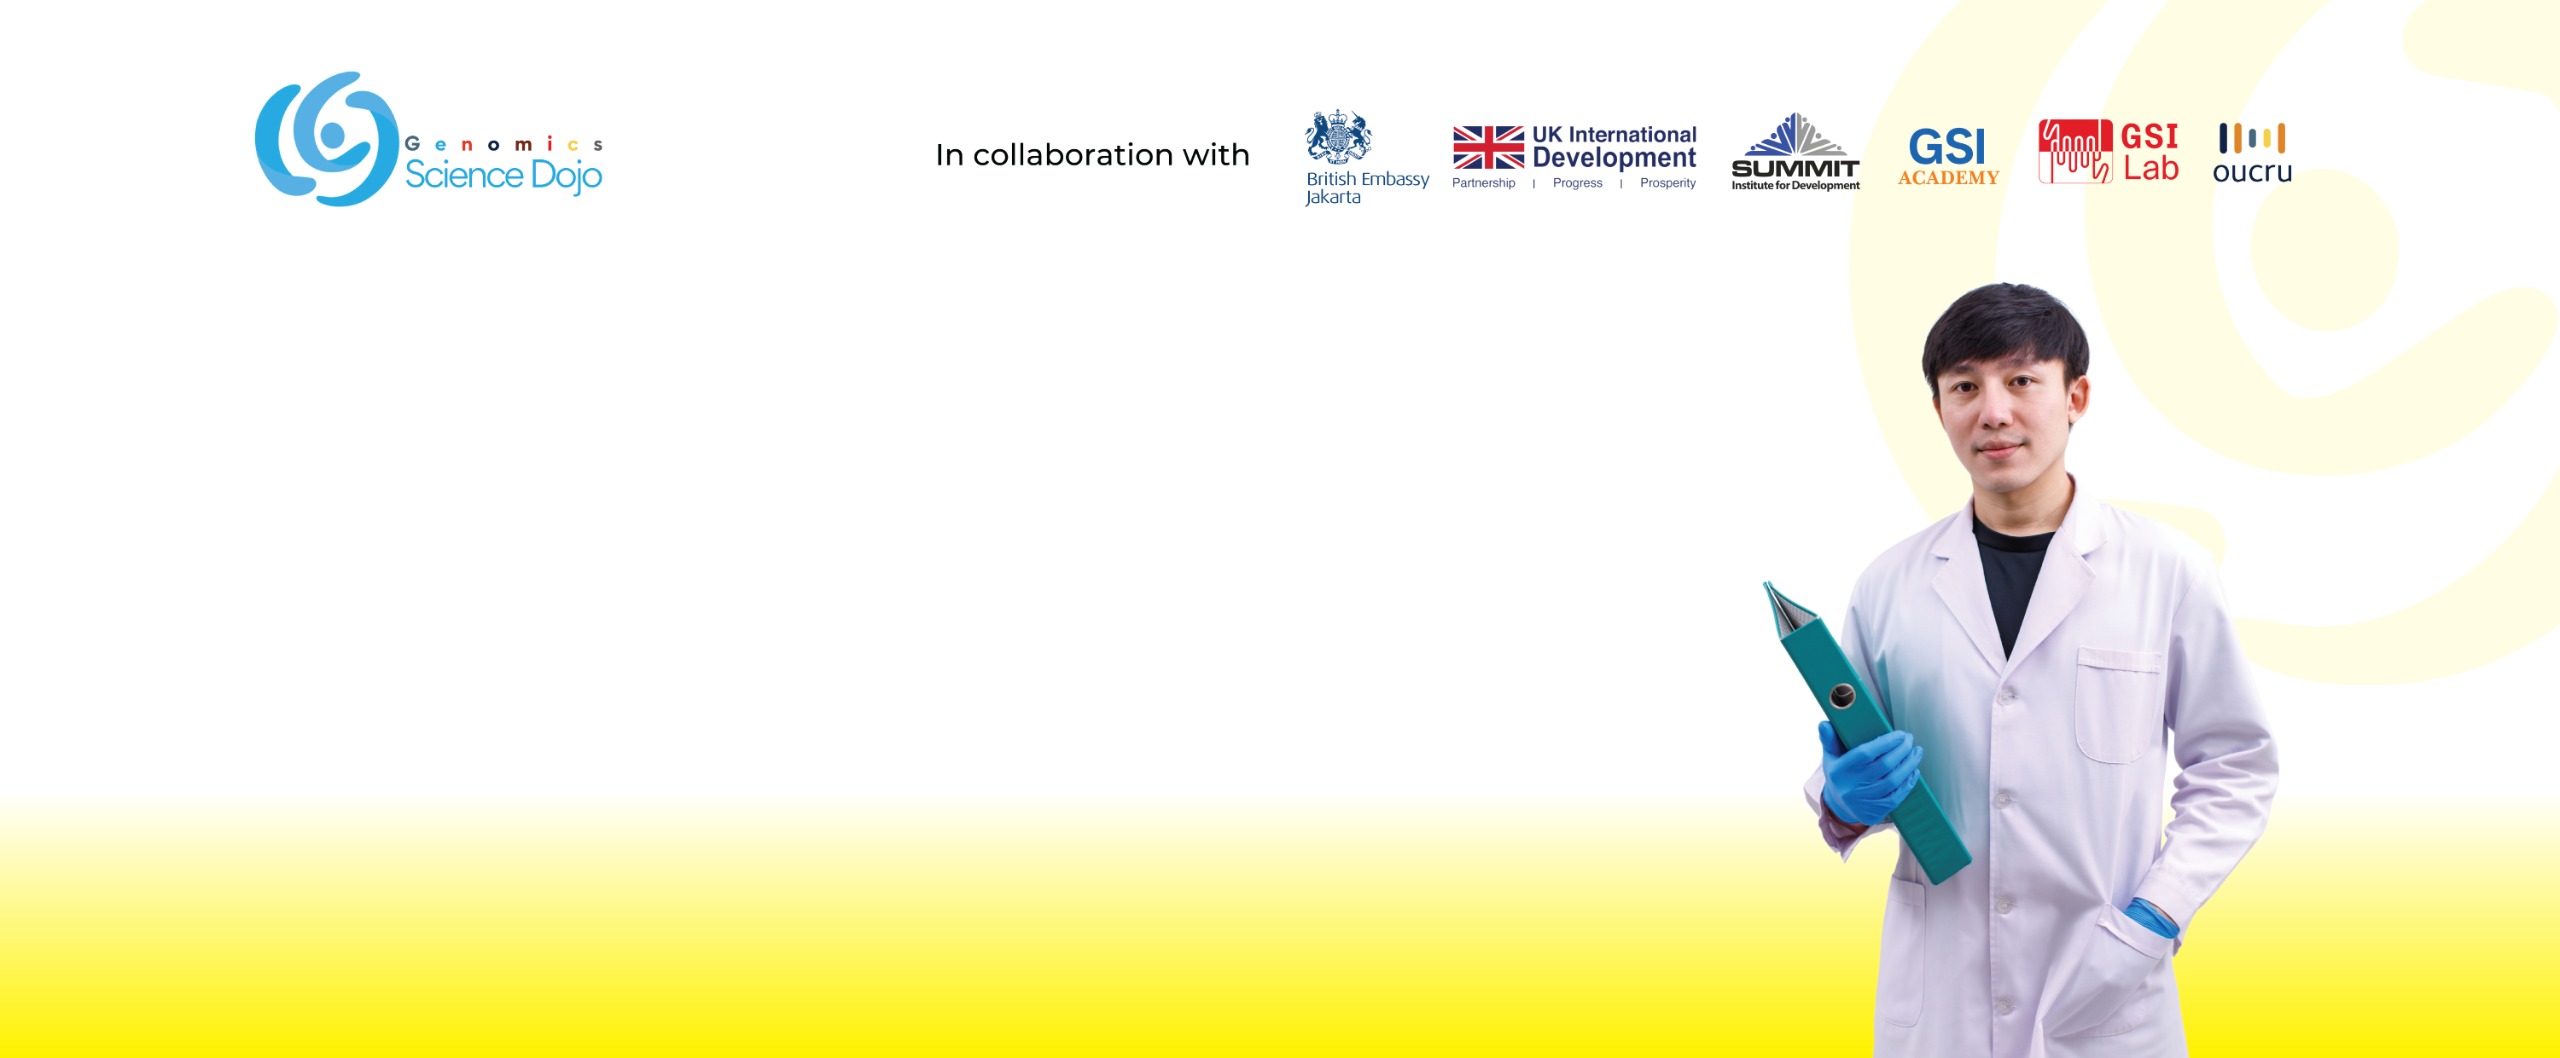 Genomics
Science Dojo
In collaboration with
British Embassy
Jakarta
UK International
Development
Partnership | Progress | Prosperity
SUMMIT
Institute for Development
GSI
ACADEMY
GSI
Lab
oucru